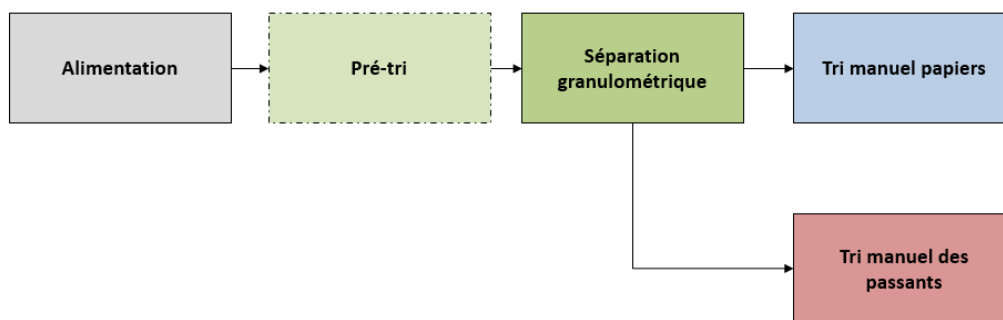 Alimentation
Pré-tri
Séparation
granulométrique
Tri manuel papiers
Tri manuel des
passants